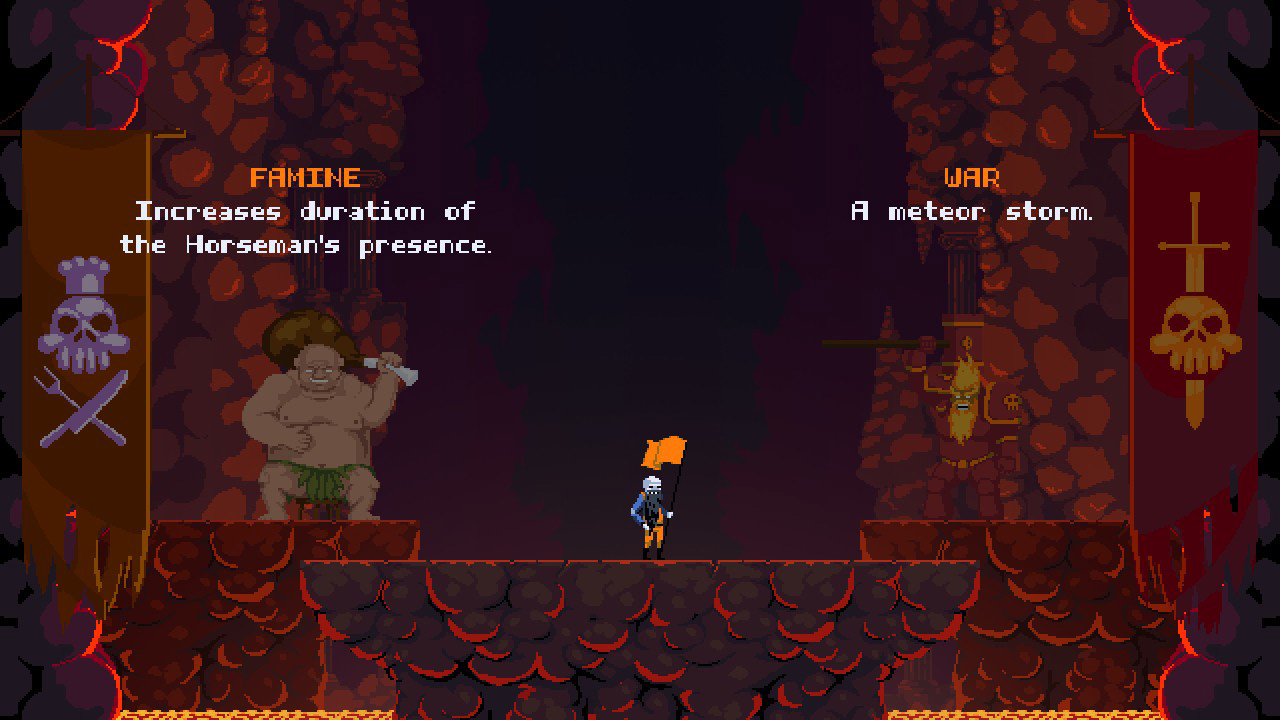 FAMINE
Increases duration of
the Horseman's presence.
WAR
A meteor storm.